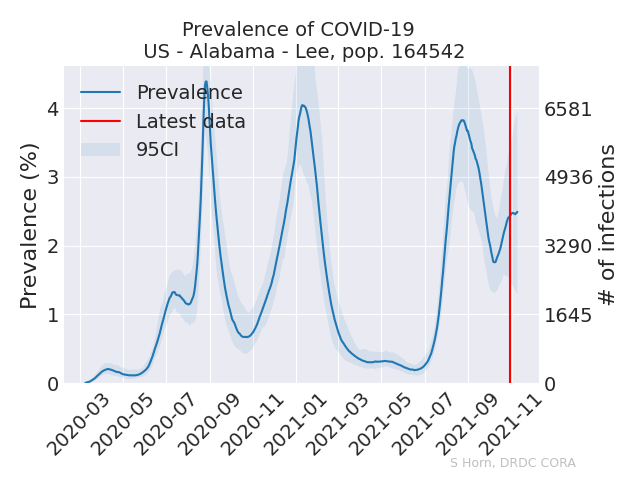 Prevalence of COVID-19
US - Alabama - Lee, pop. 164542
Prevalence
Latest data
95CI
Prevalence (%)
4
3
2
1
0
6581
4936
3290
1645
0
# of infections
2020-03
2020-05
2020-07
2020-09
2020-11
2021-01
2021-03
2021-05
2021-07
2021-09
2021-11
S Horn, DRDC CORA